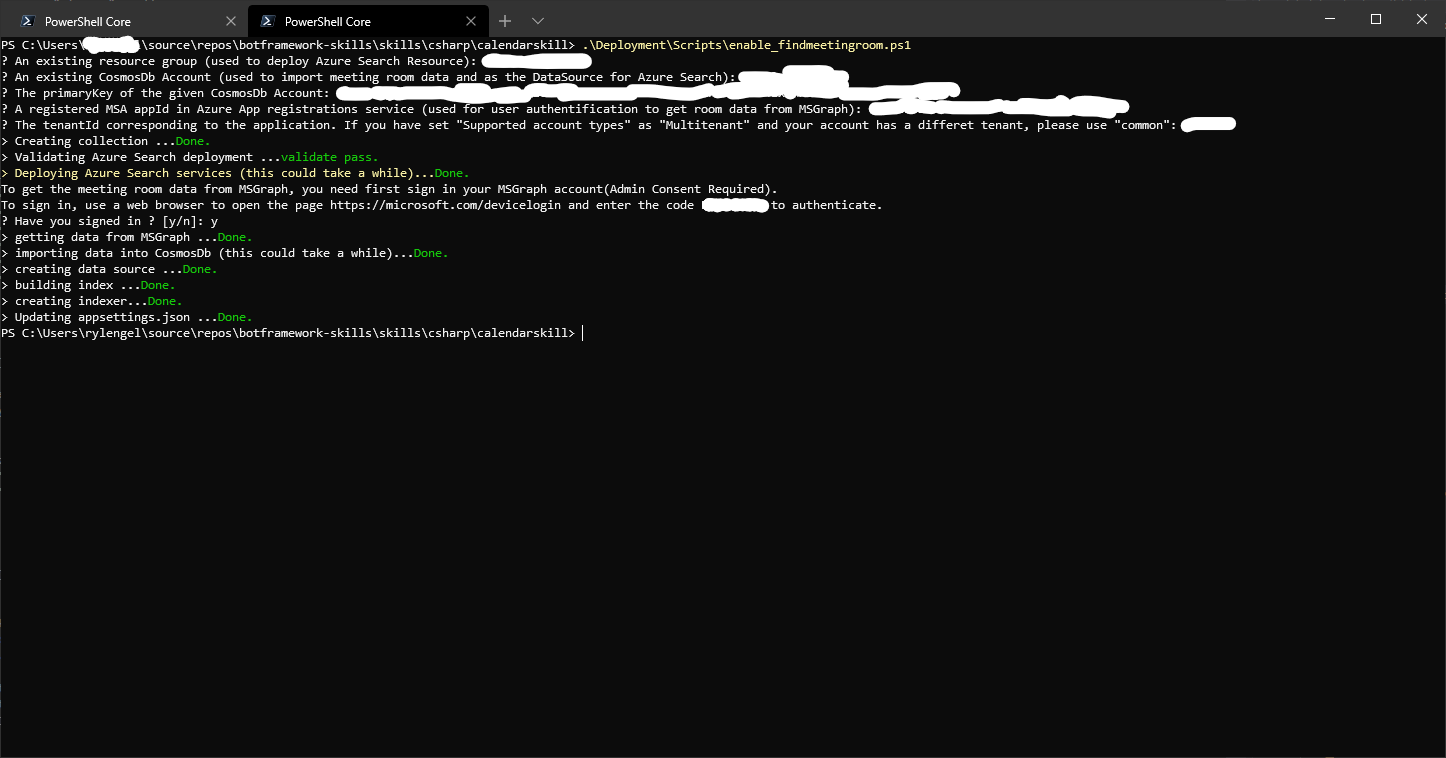 PowerShell Core
PowerShell Core
PS C:\Users\ \source\repos\botframework-skills\skills\csharp\calendarskill> .\Deployment\Scripts\enable_findmeetingroom.ps1
? An existing resource group (used to deploy Azure Search Resource):
? An existing CosmosDb Account (used to import meeting room data and as the DataSource for Azure Search):
? The primaryKey of the given CosmosDb Account:
? A registered MSA appId in Azure App registrations service (used for user authentification to get room data from MSGraph):
? The tenantId corresponding to the application. If you have set "Supported account types" as "Multitenant" and your account has a differet tenant, please use "common":
> Creating collection ...Done.
> Validating Azure Search deployment ...validate pass.
> Deploying Azure Search services (this could take a while)...Done.
To get the meeting room data from MSGraph, you need first sign in your MSGraph account(Admin Consent Required).
To sign in, use a web browser to open the page https://microsoft.com/devicelogin and enter the code to authenticate.
? Have you signed in ? [y/n]: y
> getting data from MSGraph ...Done.
> importing data into CosmosDb (this could take a while)...Done.
> creating data source ...Done.
> building index ...Done.
> creating indexer...Done.
> Updating appsettings.json ...Done.
PS C:\Users\rylengel\source\repos\botframework-skills\skills\csharp\calendarskill>